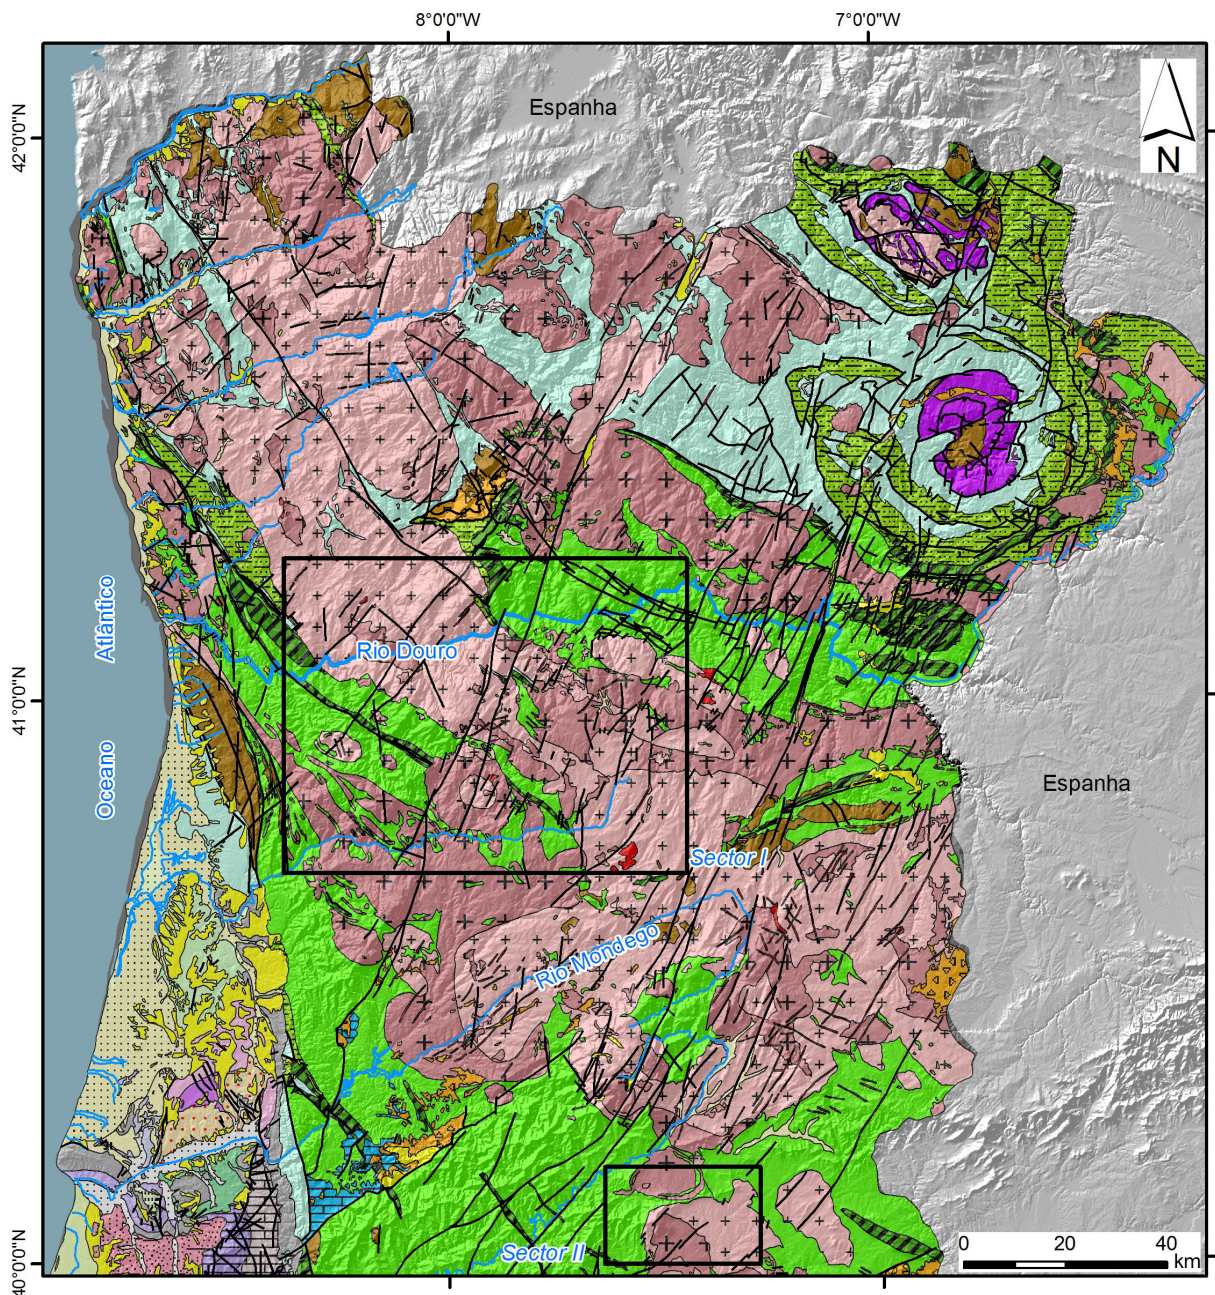 8°0'0"W
7°0'0"W
Espanha
N
42°0'0"N
Atlântico
Rio Douro
41°0'0"N
Oceano
Espanha
Sector I
Rio Mondego
Sector II
0 20 40
km
40°0'0"N